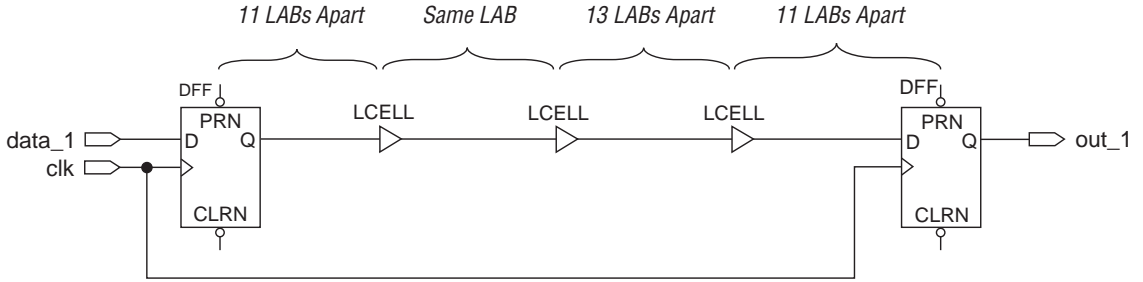 11 LABs Apart Same LAB 13 LABs Apart 11 LABs Apart
DFF DFF
LCELL LCELL LCELL
PRN PRN
data_1 D Q D Q out_1
clk
CLRN CLRN